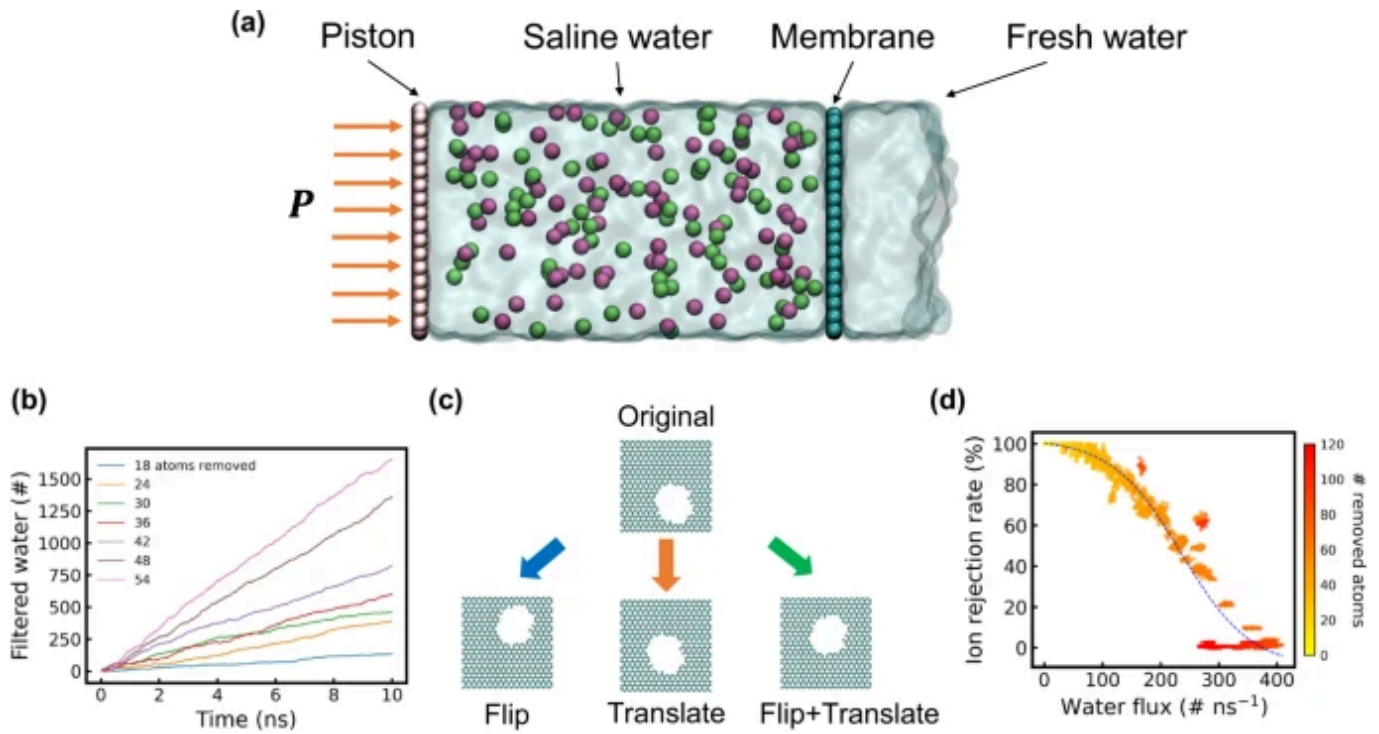 (a)
Piston Saline water Membrane Fresh water
P
(b)
Filtered water (#)
1500
1250
1000
750
500
250
0
18 atoms removed
24
30
36
42
48
54
0 2 4 6 8 10
Time (ns)
(c)
Original
Flip Translate Flip+Translate
(d)
Ion rejection rate (%)
100
80
60
40
20
0
0 100 200 300 400
Water flux (# ns⁻¹)
120
100
80
60
40
20
0
# removed atoms